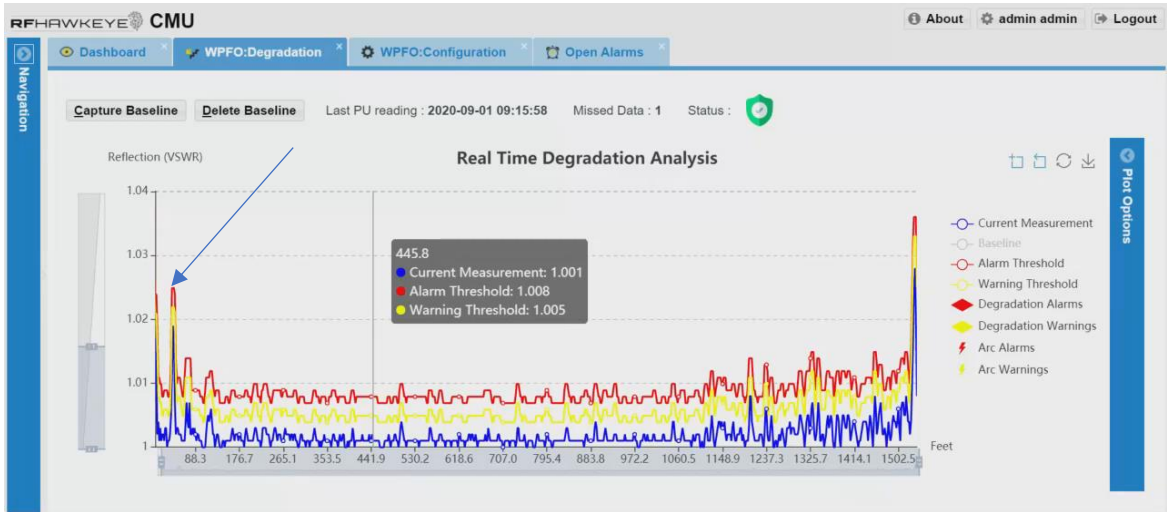 RFHAWKEYE CMU
About admin admin Logout
Navigation
Dashboard WPFO:Degradation WPFO:Configuration Open Alarms
Capture Baseline Delete Baseline Last PU reading : 2020-09-01 09:15:58 Missed Data : 1 Status :
Reflection (VSWR)
Real Time Degradation Analysis
Plot Options
1.04
1.03
1.02
1.01
1
445.8
Current Measurement: 1.001
Alarm Threshold: 1.008
Warning Threshold: 1.005
Current Measurement
Baseline
Alarm Threshold
Warning Threshold
Degradation Alarms
Degradation Warnings
Arc Alarms
Arc Warnings
88.3 176.7 265.1 353.5 441.9 530.2 618.6 707.0 795.4 883.8 972.2 1060.5 1148.9 1237.3 1325.7 1414.1 1502.5
Feet